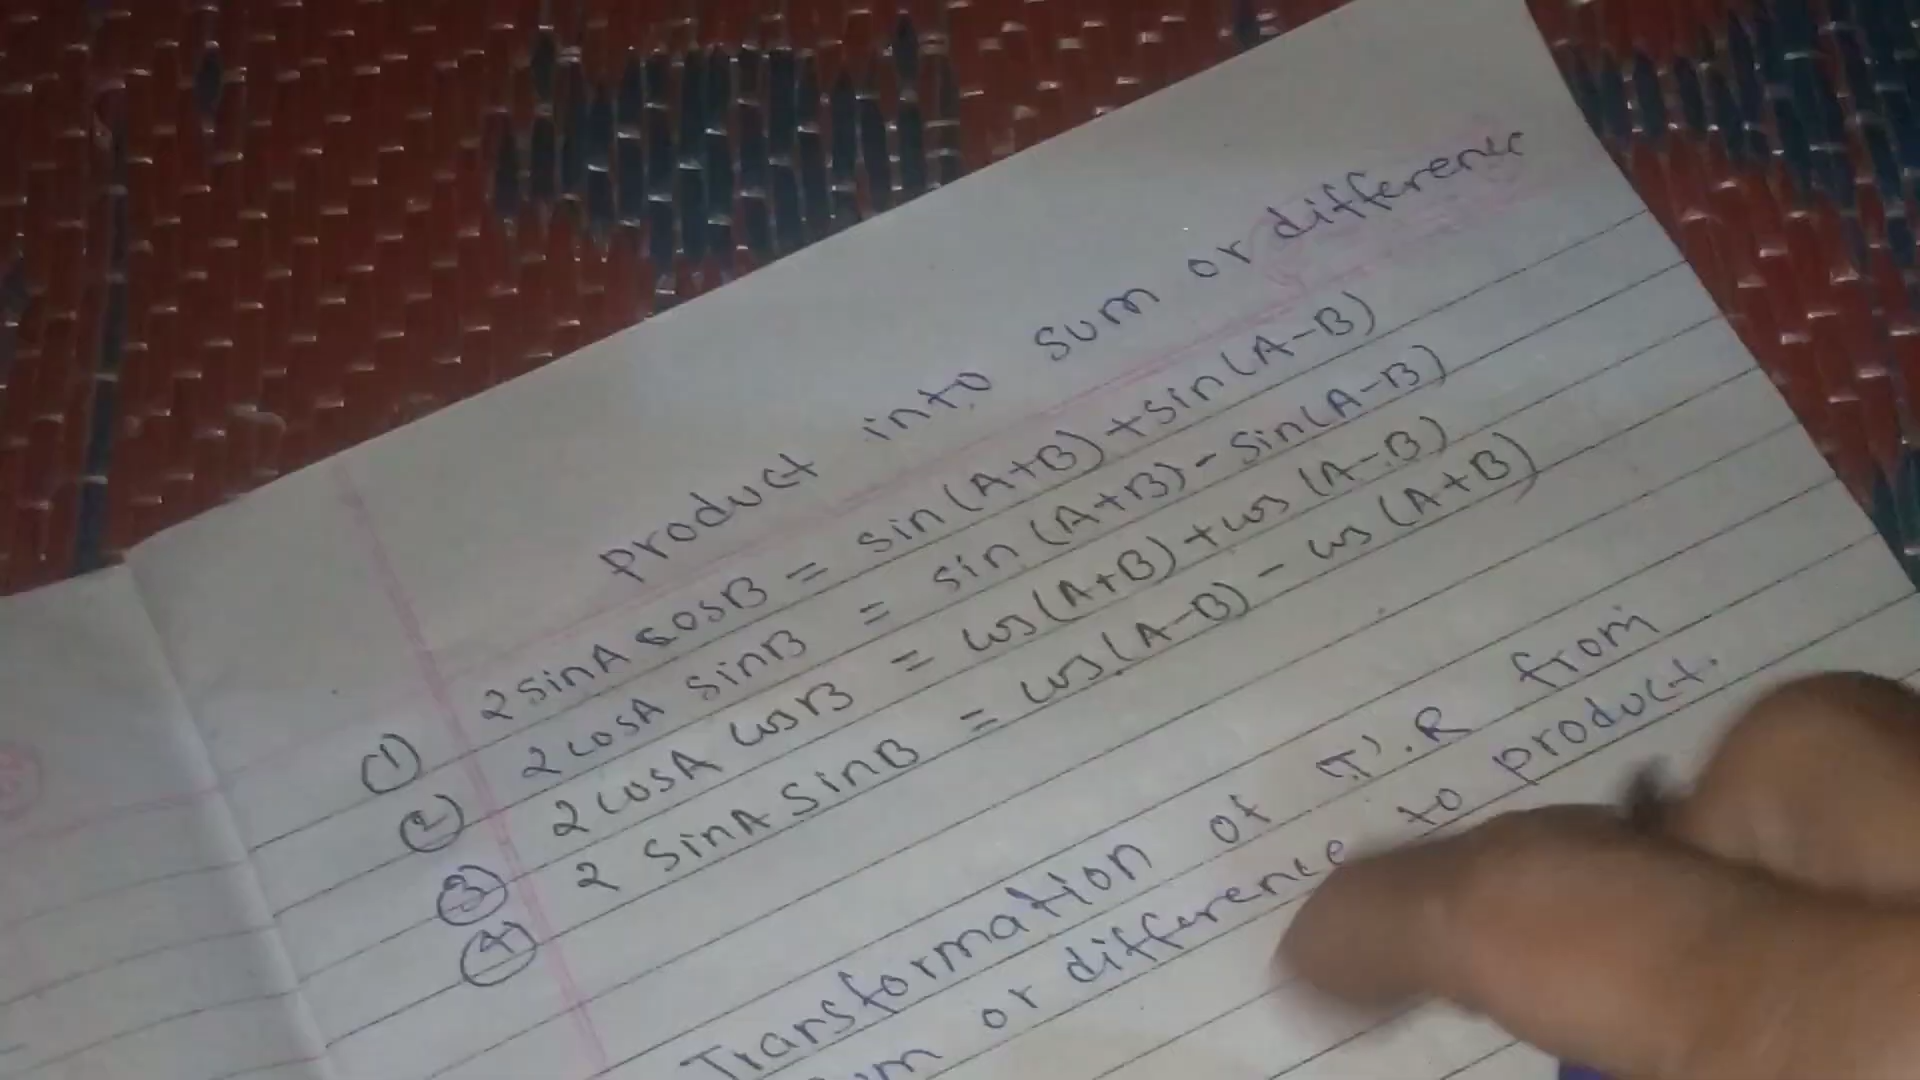 product into sum or difference
① 2 sinA cosB = sin(A+B)+sin(A-B)
② 2 cosA sinB = sin (A+B)-sin(A-B)
③ 2 cosA cosB = cos(A+B)+cos(A-B)
④ 2 sinA sinB = cos(A-B)-cos(A+B)
Transformation of T'.R from
or difference to product.